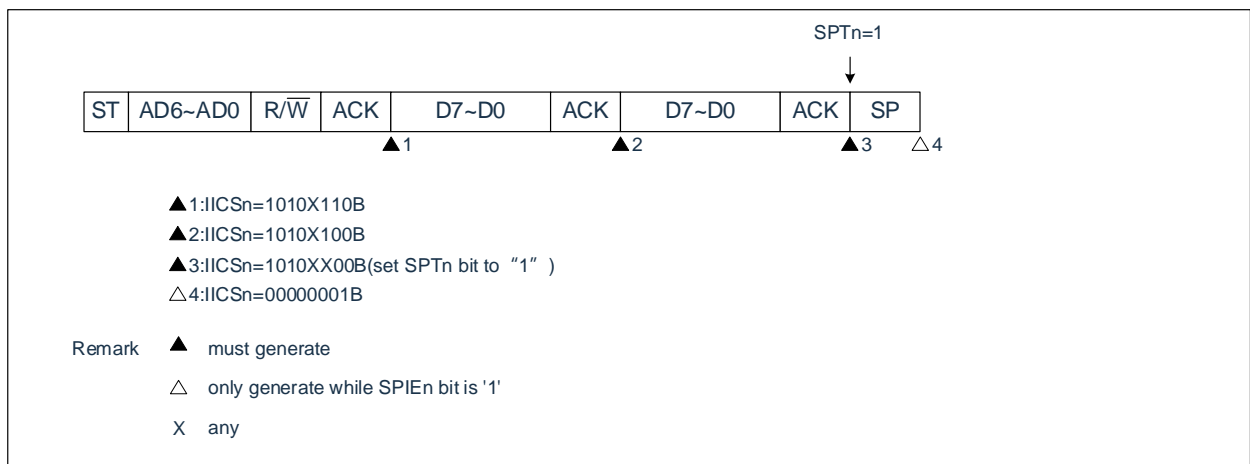 SPTn=1
ST AD6~AD0 R/W̅ ACK D7~D0 ACK D7~D0 ACK SP
▲1 ▲2 ▲3 △4
▲1:IICSn=1010X110B
▲2:IICSn=1010X100B
▲3:IICSn=1010XX00B(set SPTn bit to “1” )
△4:IICSn=00000001B
Remark ▲ must generate
△ only generate while SPIEn bit is '1'
X any